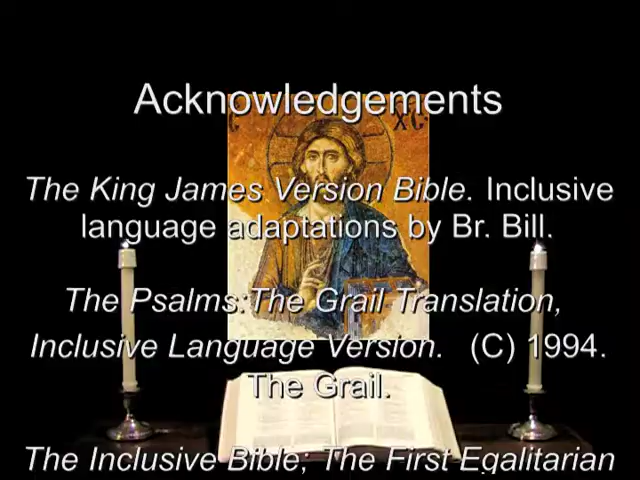 Acknowledgements
The King James Version Bible. Inclusive
language adaptations by Br. Bill.
The Psalms:The Grail Translation,
Inclusive Language Version. (C) 1994.
The Grail.
The Inclusive Bible; The First Egalitarian